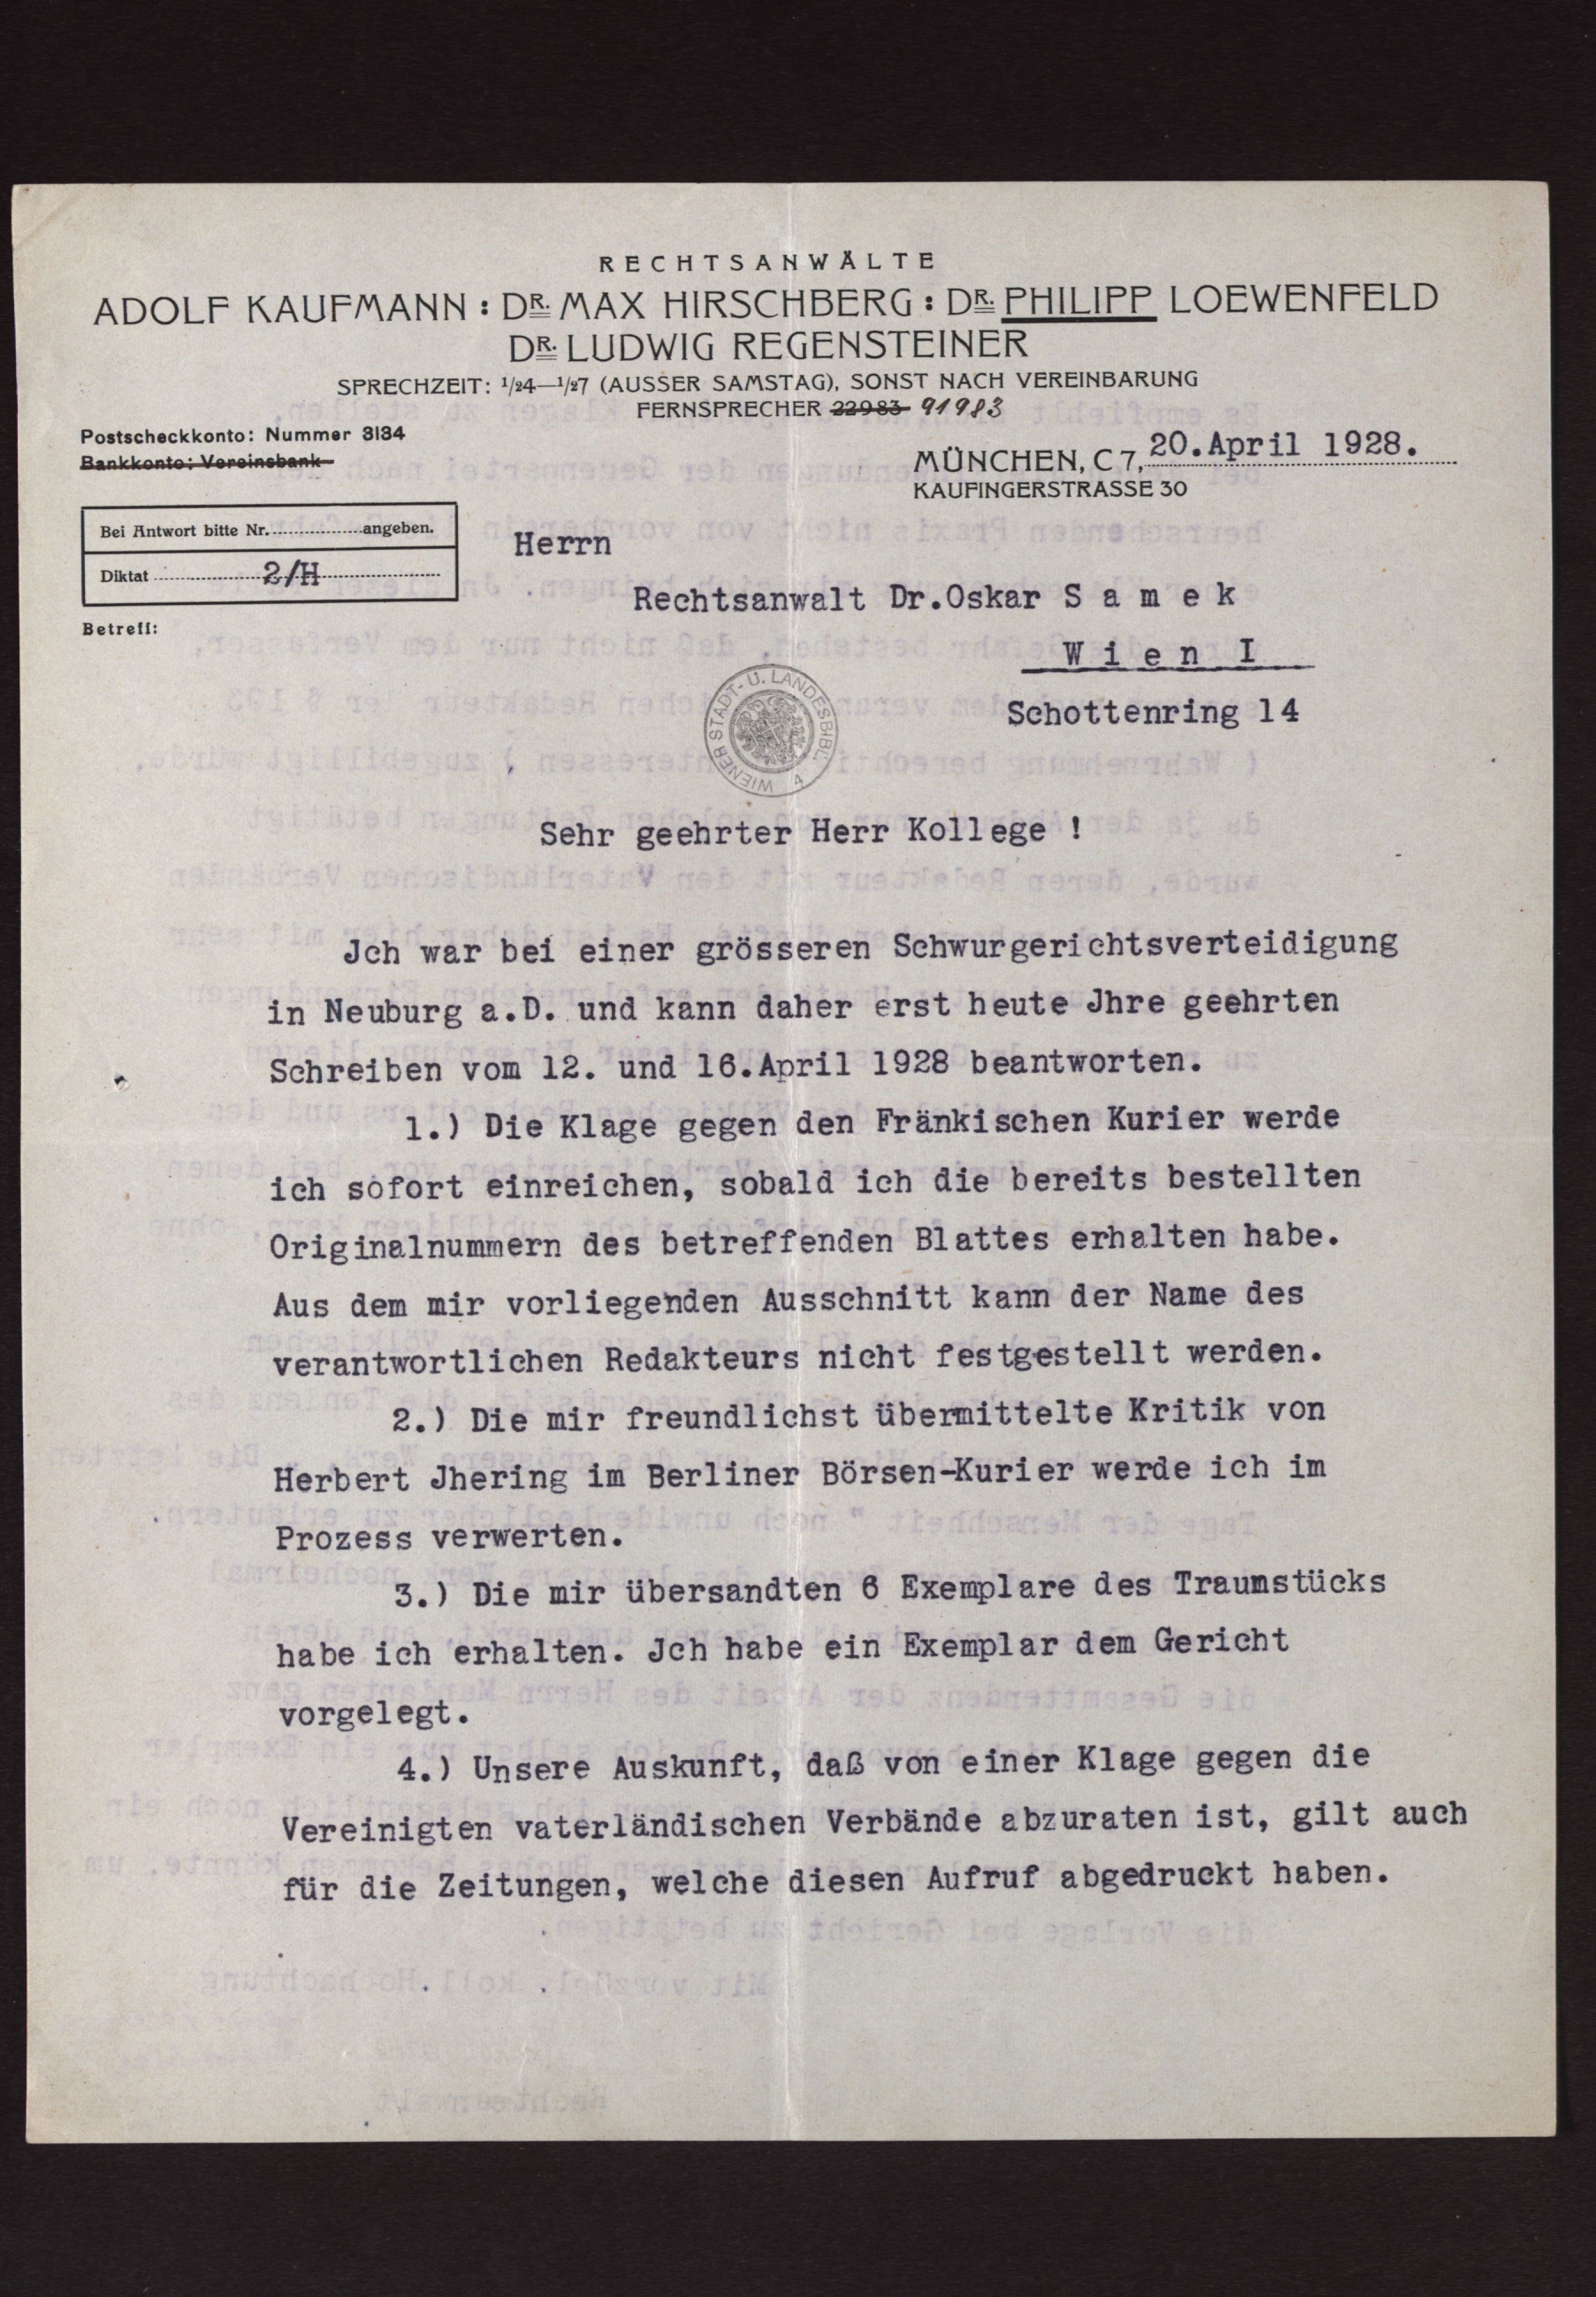 RECHTSANWÄLTE
ADOLF KAUFMANN : DR. MAX HIRSCHBERG : DR. PHILIPP LOEWENFELD
DR. LUDWIG REGENSTEINER
SPRECHZEIT: 1/24—1/27 (AUSSER SAMSTAG), SONST NACH VEREINBARUNG
FERNSPRECHER 22983 91983
Postscheckkonto: Nummer 3134
Bankkonto: Vereinsbank
MÜNCHEN, C 7, 20.April 1928.
KAUFINGERSTRASSE 30
Bei Antwort bitte Nr. angeben.
Diktat 2/H
Betreff:
Herrn
Rechtsanwalt Dr.Oskar S a m e k
W i e n I
Schottenring 14
WIENER STADT- U. LANDESBIBL. 4
Sehr geehrter Herr Kollege !
Jch war bei einer grösseren Schwurgerichtsverteidigung
in Neuburg a.D. und kann daher erst heute Jhre geehrten
Schreiben vom 12. und 16.April 1928 beantworten.
1.) Die Klage gegen den Fränkischen Kurier werde
ich sofort einreichen, sobald ich die bereits bestellten
Originalnummern des betreffenden Blattes erhalten habe.
Aus dem mir vorliegenden Ausschnitt kann der Name des
verantwortlichen Redakteurs nicht festgestellt werden.
2.) Die mir freundlichst übermittelte Kritik von
Herbert Jhering im Berliner Börsen-Kurier werde ich im
Prozess verwerten.
3.) Die mir übersandten 6 Exemplare des Traumstücks
habe ich erhalten. Jch habe ein Exemplar dem Gericht
vorgelegt.
4.) Unsere Auskunft, daß von einer Klage gegen die
Vereinigten vaterländischen Verbände abzuraten ist, gilt auch
für die Zeitungen, welche diesen Aufruf abgedruckt haben.